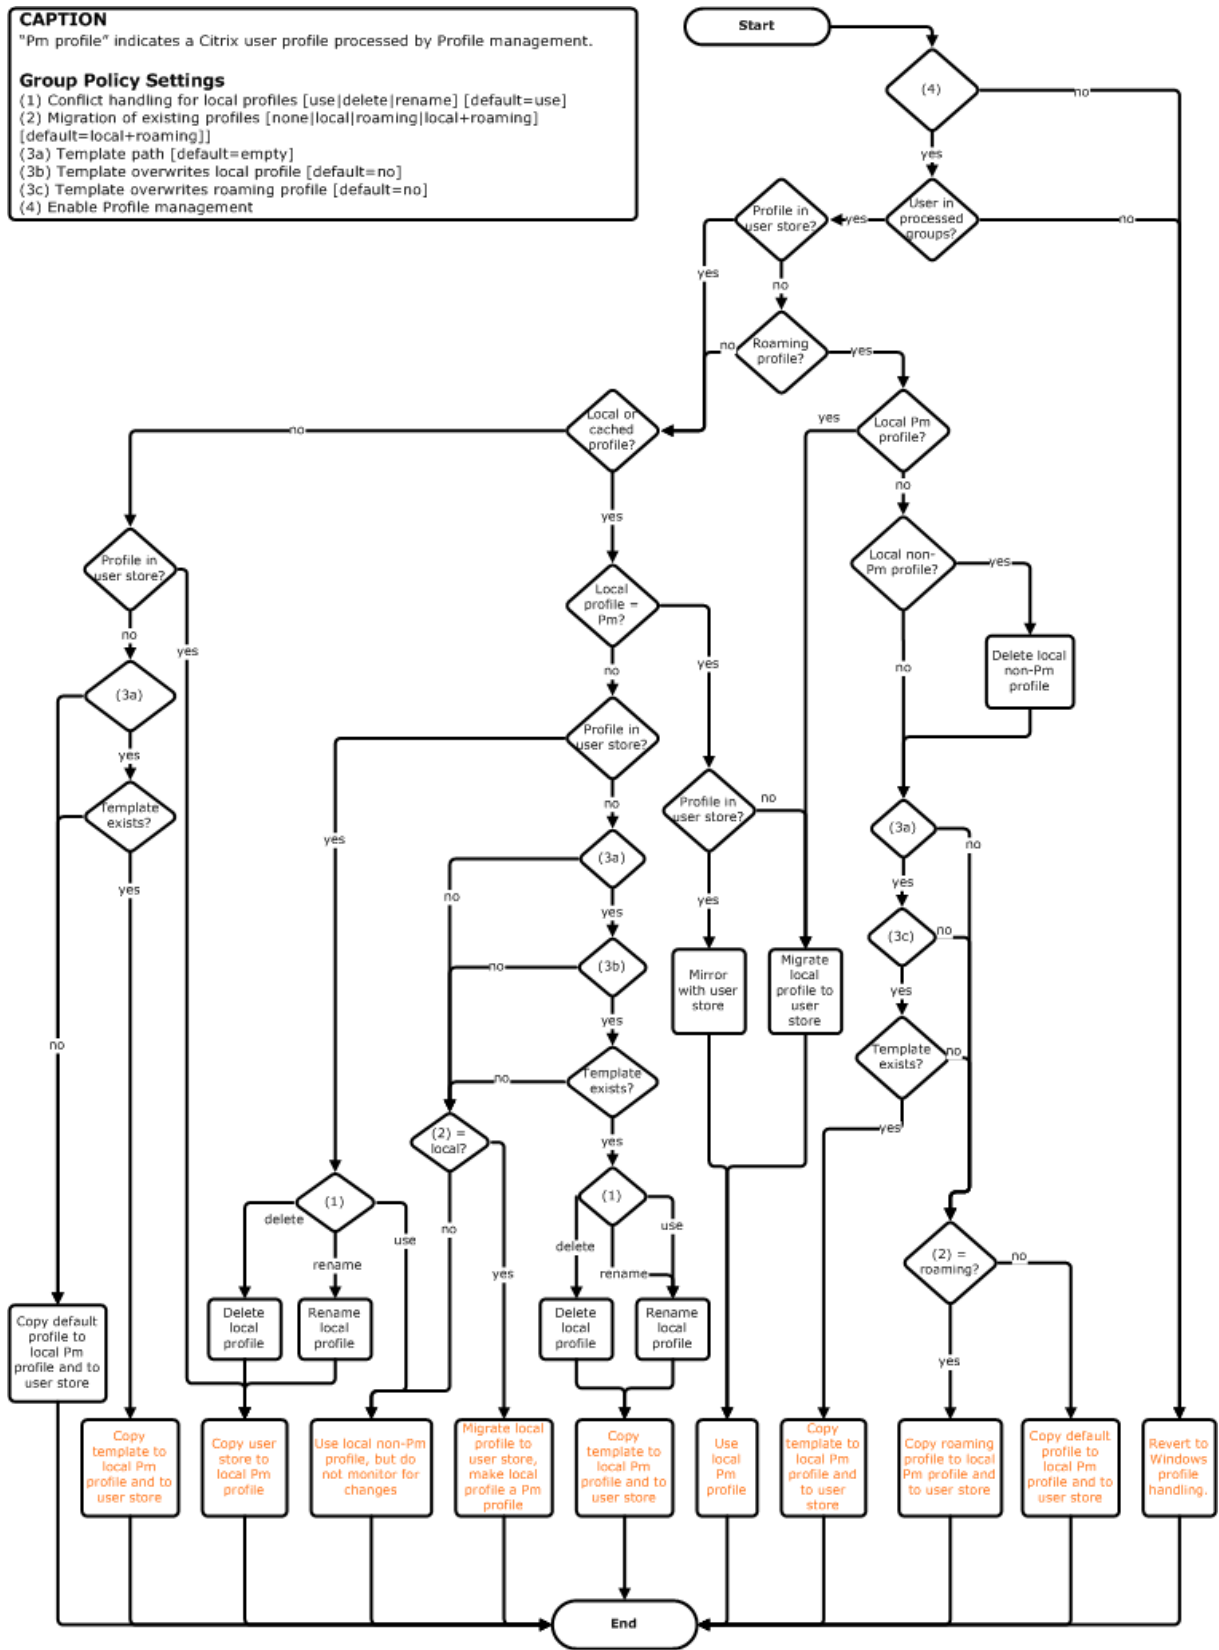 CAPTION
"Pm profile" indicates a Citrix user profile processed by Profile management.
Group Policy Settings
(1) Conflict handling for local profiles [use|delete|rename] [default=use]
(2) Migration of existing profiles [none|local|roaming|local+roaming]
[default=local+roaming]]
(3a) Template path [default=empty]
(3b) Template overwrites local profile [default=no]
(3c) Template overwrites roaming profile [default=no]
(4) Enable Profile management
Start
(4)
no
yes
User in
processed
groups?
no
yes
Profile in
user store?
yes
no
Roaming
profile?
no
yes
Local or
cached
profile?
no
yes
Local Pm
profile?
yes
no
Local non-
Pm profile?
yes
no
Delete local
non-Pm
profile
Profile in
user store?
no
yes
Local
profile =
Pm?
yes
no
(3a)
yes
Template
exists?
yes
no
Profile in
user store?
yes
no
Profile in
user store?
no
yes
(3a)
no
yes
(3b)
no
yes
Template
exists?
no
yes
(3a)
no
yes
(3c)
no
yes
Template
exists?
no
yes
Mirror
with user
store
Migrate
local
profile to
user
store
(2) =
local?
no
yes
(1)
delete
use
rename
(1)
delete
use
rename
(2) =
roaming?
no
yes
Delete
local
profile
Rename
local
profile
Delete
local
profile
Rename
local
profile
Copy default
profile to
local Pm
profile and to
user store
Copy
template to
local Pm
profile and to
user store
Copy user
store to
local Pm
profile
Use local non-Pm
profile, but do
not monitor for
changes
Migrate local
profile to
user store,
make local
profile a Pm
profile
Copy
template to
local Pm
profile and to
user store
Use
local
Pm
profile
Copy
template to
local Pm
profile and
to user
store
Copy roaming
profile to local
Pm profile and
to user store
Copy default
profile to
local Pm
profile and to
user store
Revert to
Windows
profile
handling.
End